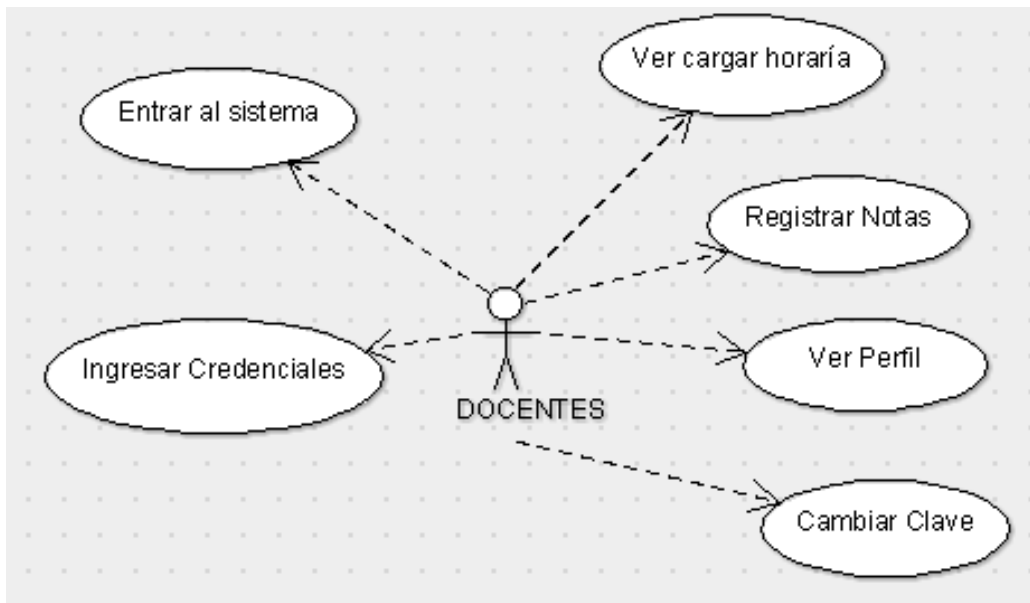 Ver cargar horaría
Entrar al sistema
Registrar Notas
Ver Perfil
Ingresar Credenciales
DOCENTES
Cambiar Clave